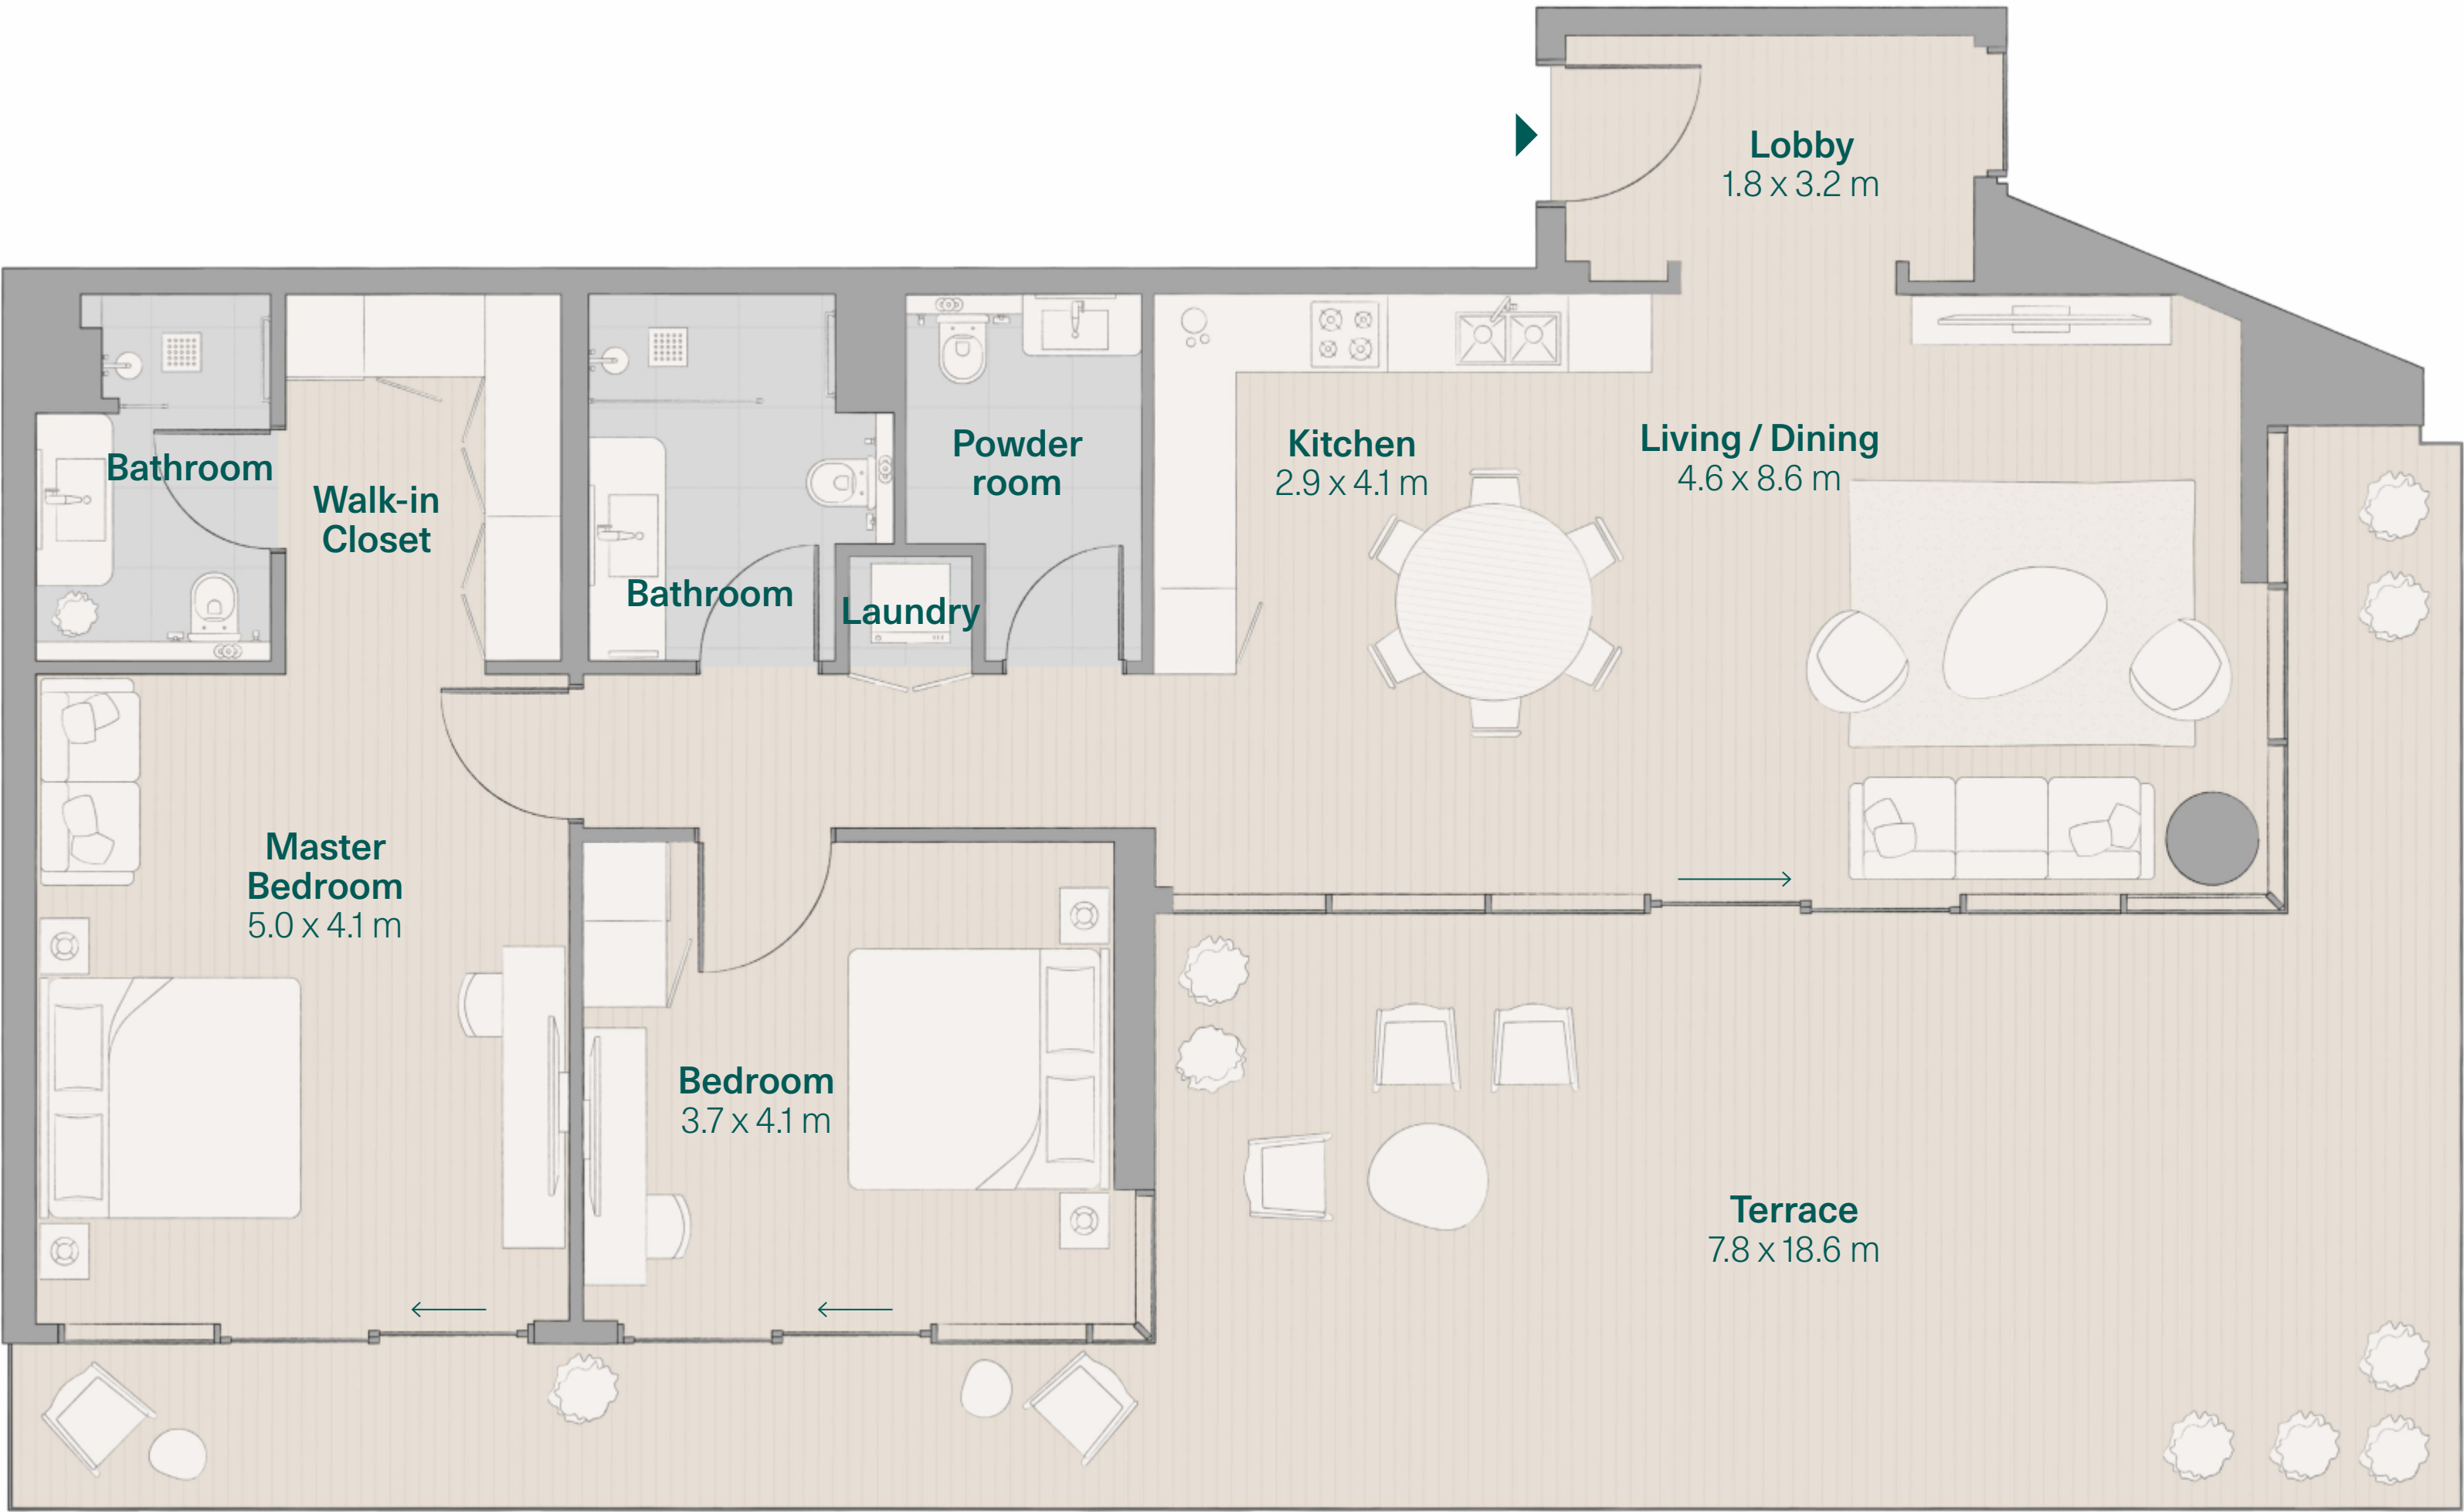 Lobby
1.8 x 3.2 m
Bathroom
Walk-in
Closet
Bathroom
Laundry
Powder
room
Kitchen
2.9 x 4.1 m
Living / Dining
4.6 x 8.6 m
Master
Bedroom
5.0 x 4.1 m
Bedroom
3.7 x 4.1 m
Terrace
7.8 x 18.6 m